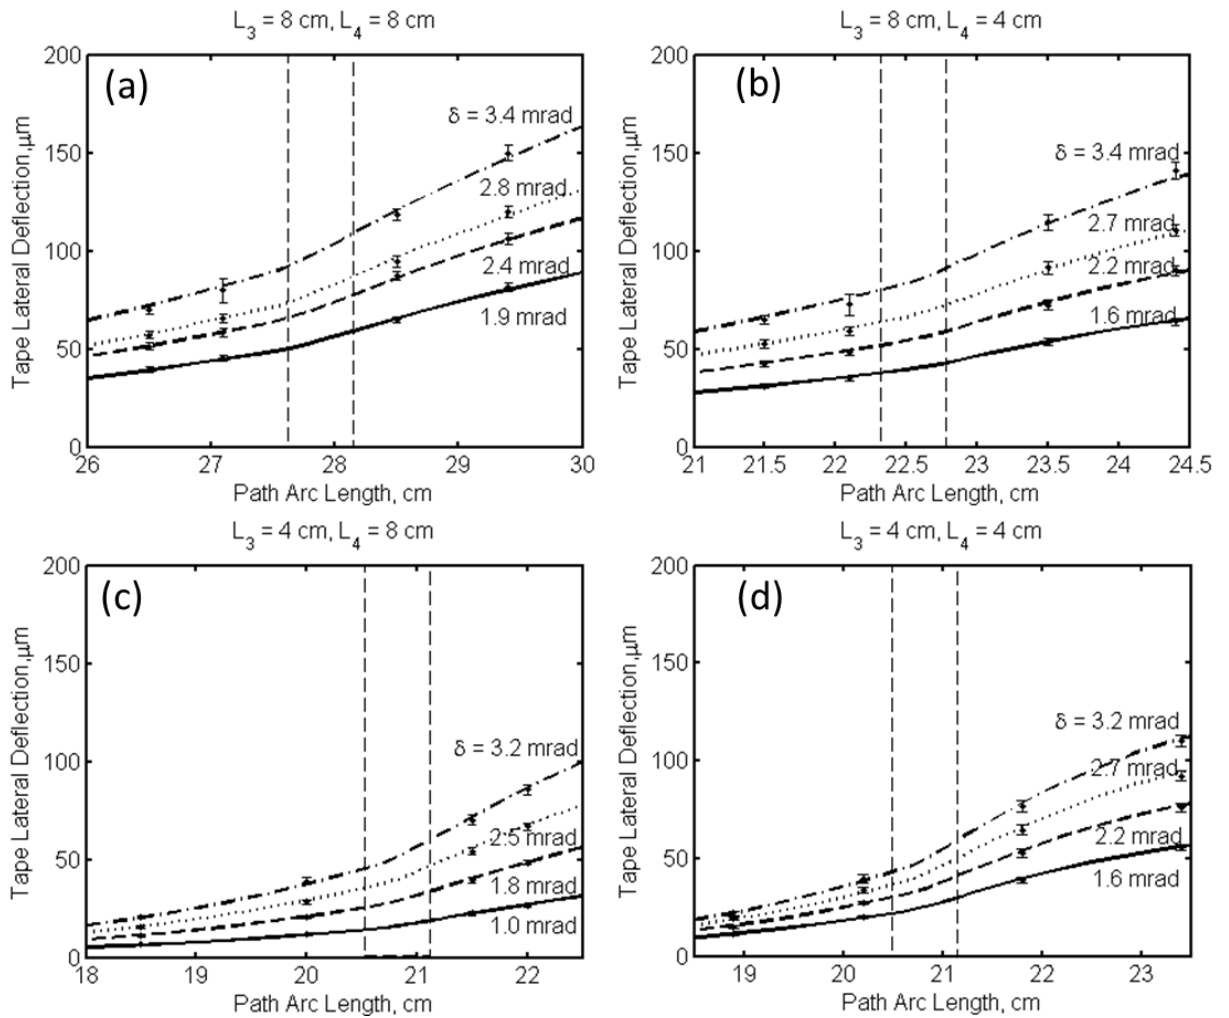 L3 = 8 cm, L4 = 8 cm
200
150
100
50
0
(a)
δ = 3.4 mrad
2.8 mrad
2.4 mrad
1.9 mrad
26 27 28 29 30
Path Arc Length, cm
Tape Lateral Deflection,μm
L3 = 8 cm, L4 = 4 cm
200
150
100
50
0
(b)
δ = 3.4 mrad
2.7 mrad
2.2 mrad
1.6 mrad
21 21.5 22 22.5 23 23.5 24 24.5
Path Arc Length, cm
Tape Lateral Deflection,μm
L3 = 4 cm, L4 = 8 cm
200
150
100
50
0
(c)
δ = 3.2 mrad
2.5 mrad
1.8 mrad
1.0 mrad
18 19 20 21 22
Path Arc Length, cm
Tape Lateral Deflection,μm
L3 = 4 cm, L4 = 4 cm
200
150
100
50
0
(d)
δ = 3.2 mrad
2.7 mrad
2.2 mrad
1.6 mrad
19 20 21 22 23
Path Arc Length, cm
Tape Lateral Deflection,μm